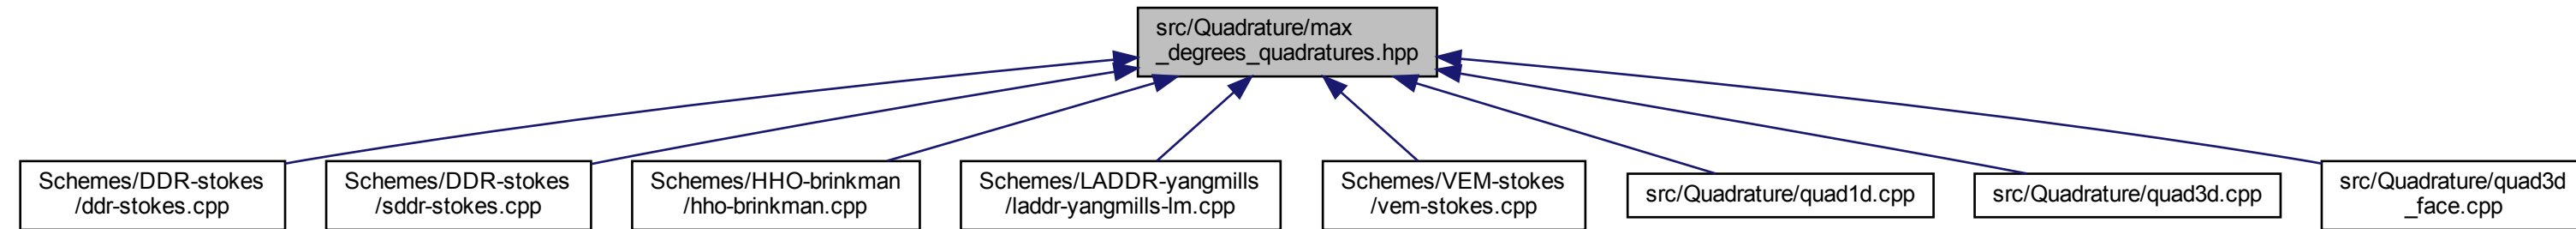 src/Quadrature/max
_degrees_quadratures.hpp
Schemes/DDR-stokes
/ddr-stokes.cpp
Schemes/DDR-stokes
/sddr-stokes.cpp
Schemes/HHO-brinkman
/hho-brinkman.cpp
Schemes/LADDR-yangmills
/laddr-yangmills-lm.cpp
Schemes/VEM-stokes
/vem-stokes.cpp
src/Quadrature/quad1d.cpp
src/Quadrature/quad3d.cpp
src/Quadrature/quad3d
_face.cpp